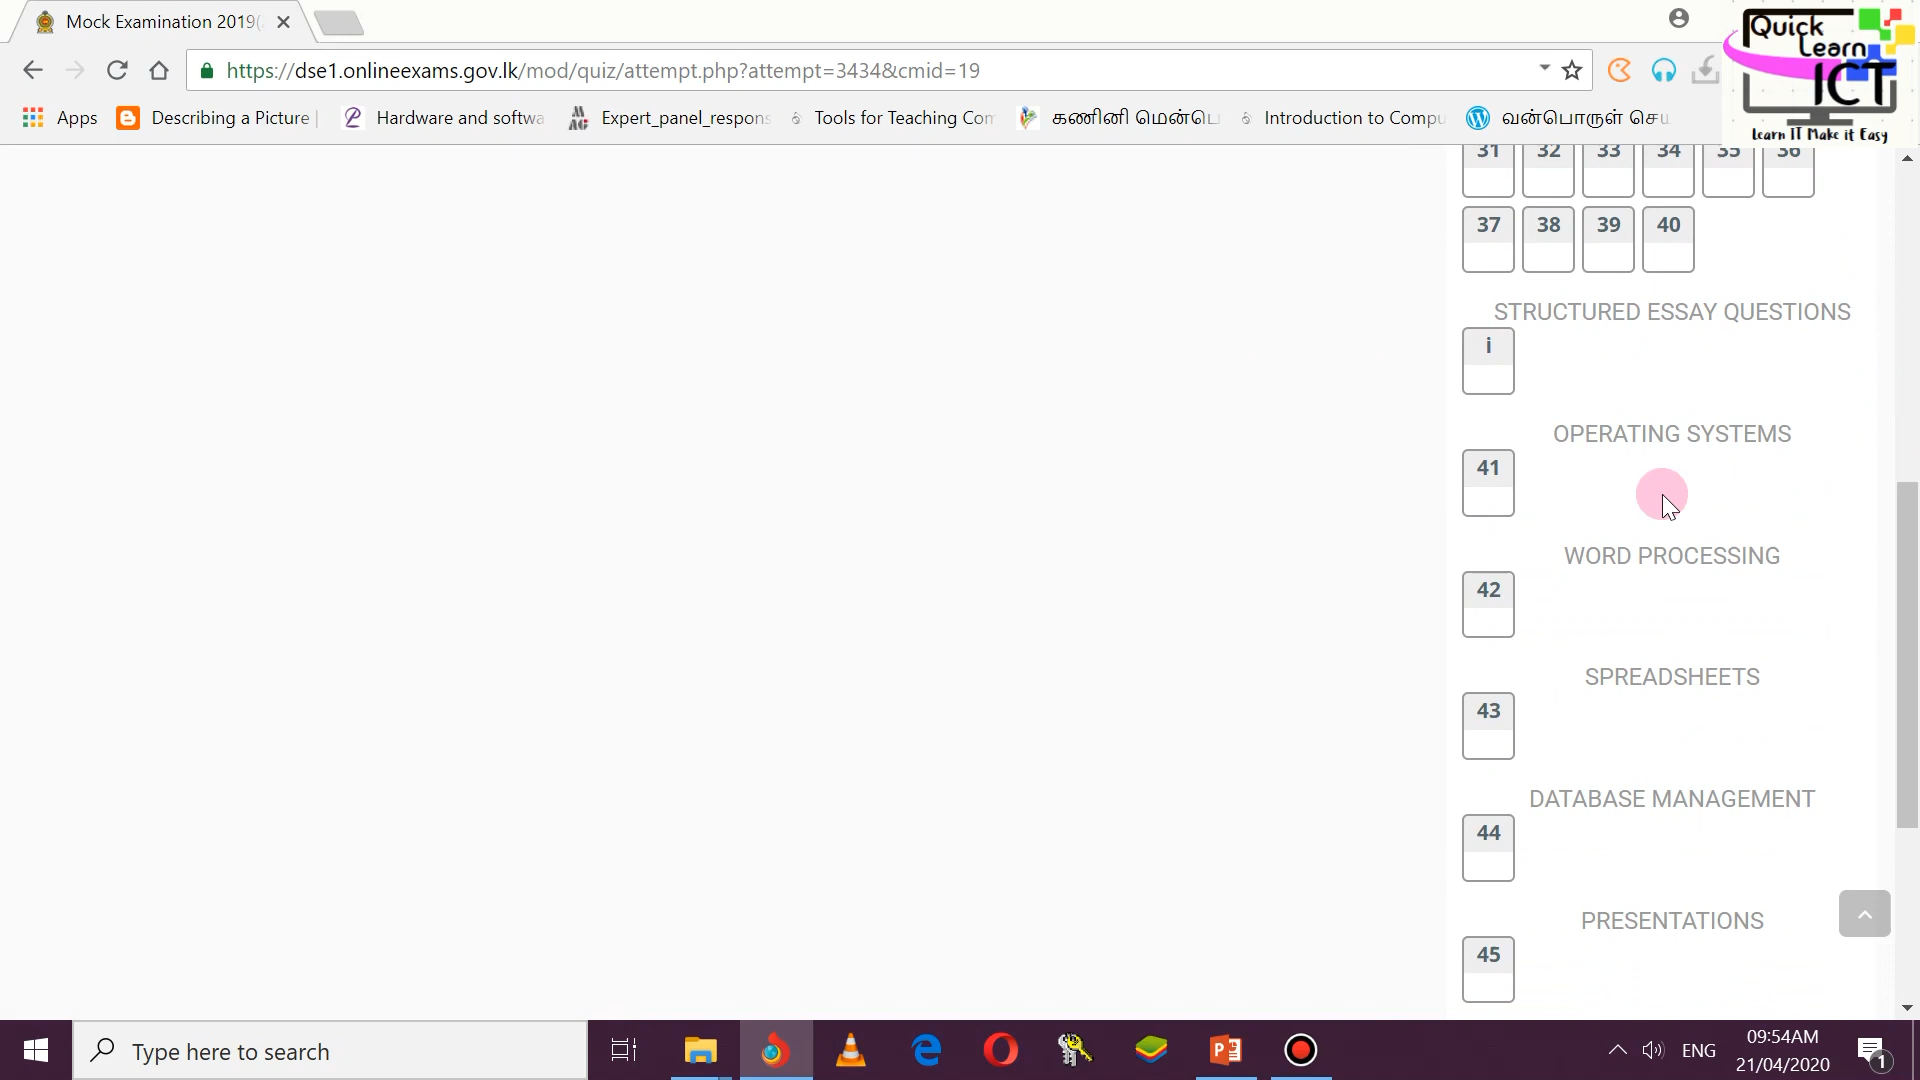 Mock Examination 2019(
Quick
Learn
ICT
Learn IT Make it Easy
https://dse1.onlineexams.gov.lk/mod/quiz/attempt.php?attempt=3434&cmid=19
Apps Describing a Picture Hardware and softwa Expert_panel_respons Tools for Teaching Con கணினி மென்பெ Introduction to Compu வன்பொருள் செய
31 32 33 34 35 36
37 38 39 40
STRUCTURED ESSAY QUESTIONS
i
OPERATING SYSTEMS
41
WORD PROCESSING
42
SPREADSHEETS
43
DATABASE MANAGEMENT
44
PRESENTATIONS
45
Type here to search
ENG
09:54AM
21/04/2020
1